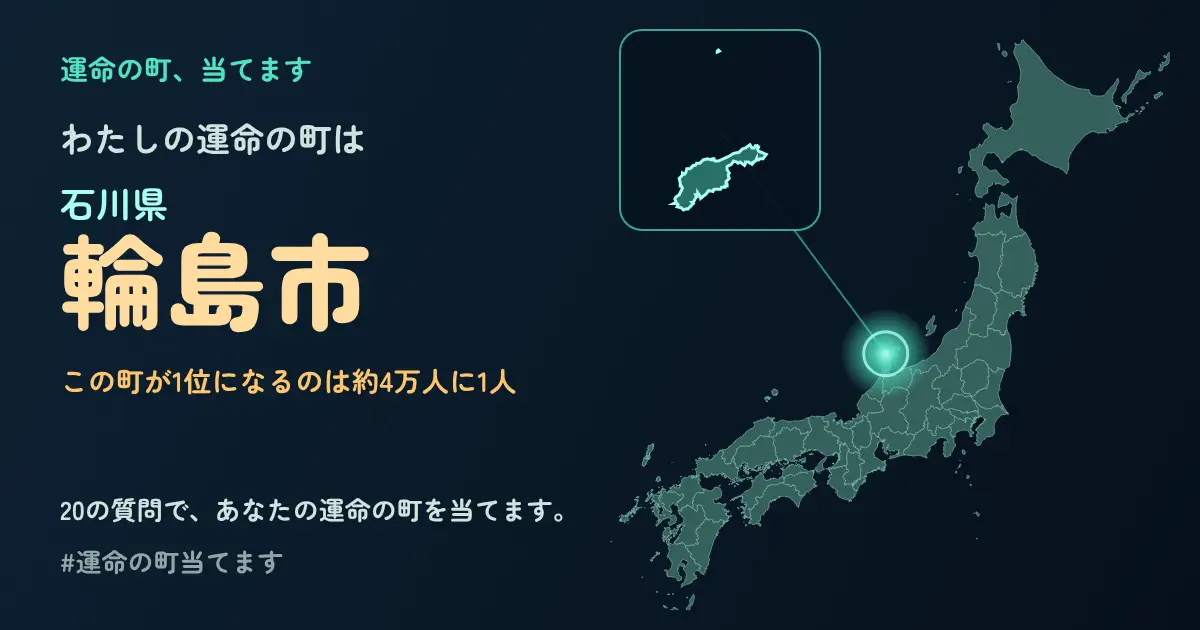 運命の町、当てます
わたしの運命の町は
石川県
輪島市
この町が1位になるのは約4万人に1人
20の質問で、あなたの運命の町を当てます。
#運命の町当てます